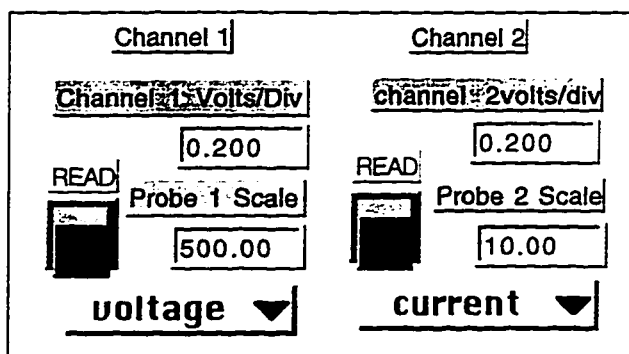 Channel 1
Channel 1 Volts/Div
0.200
READ
Probe 1 Scale
500.00
voltage
Channel 2
channel 2volts/div
0.200
READ
Probe 2 Scale
10.00
current